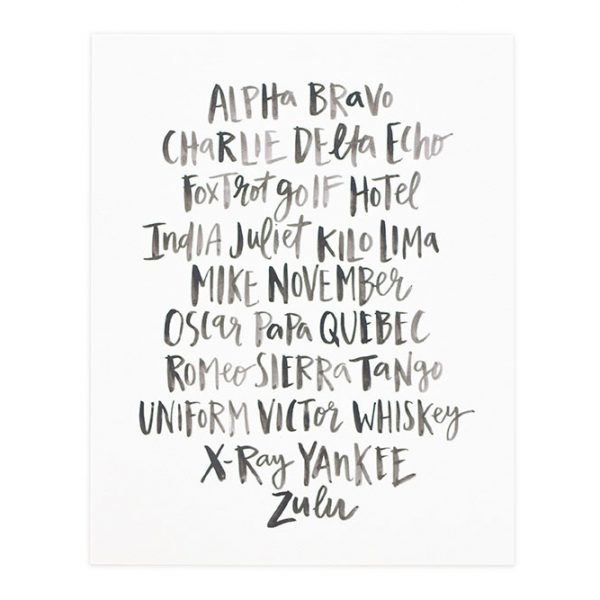 ALPHa BRavo
CHaRLIE DElta Echo
FoxTrot golf HoTEL
IndIA Juliet KILO LIMA
MIKE NOVEMber
Oscar PaPA QUEBEC
RoMEo SIERRA TaNgo
UNIFORM VICTor WHISKey
X-Ray YANKEE
Zulu